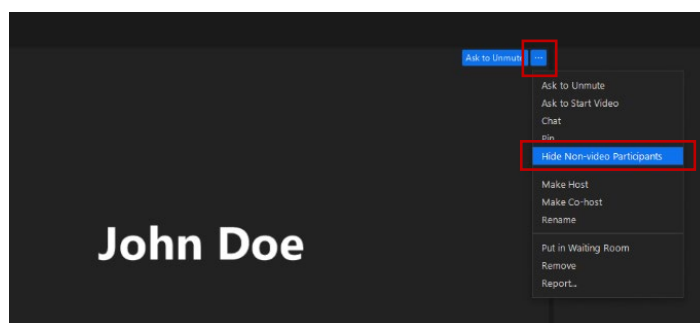 Ask to Unmute ...
Ask to Unmute
Ask to Start Video
Chat
Pin
Hide Non-video Participants
Make Host
Make Co-host
Rename
John Doe
Put in Waiting Room
Remove
Report...